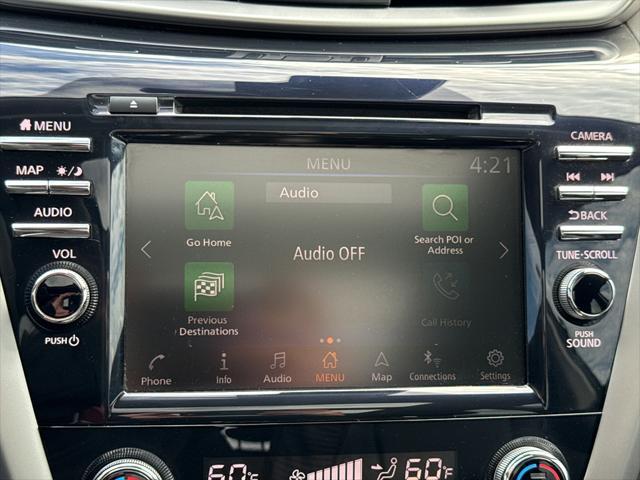 MENU
MAP
AUDIO
VOL
PUSH
MENU
4:21
Audio
Go Home
Audio OFF
Search POI or
Address
Previous
Destinations
Call History
Phone
Info
Audio
MENU
Map
Connections
Settings
CAMERA
BACK
TUNE·SCROLL
PUSH
SOUND
60°F
60°F